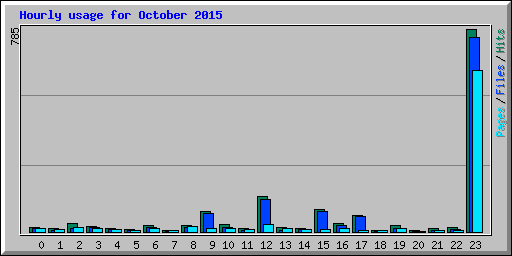 Hourly usage for October 2015
785
Pages/Files/Hits
0 1 2 3 4 5 6 7 8 9 10 11 12 13 14 15 16 17 18 19 20 21 22 23